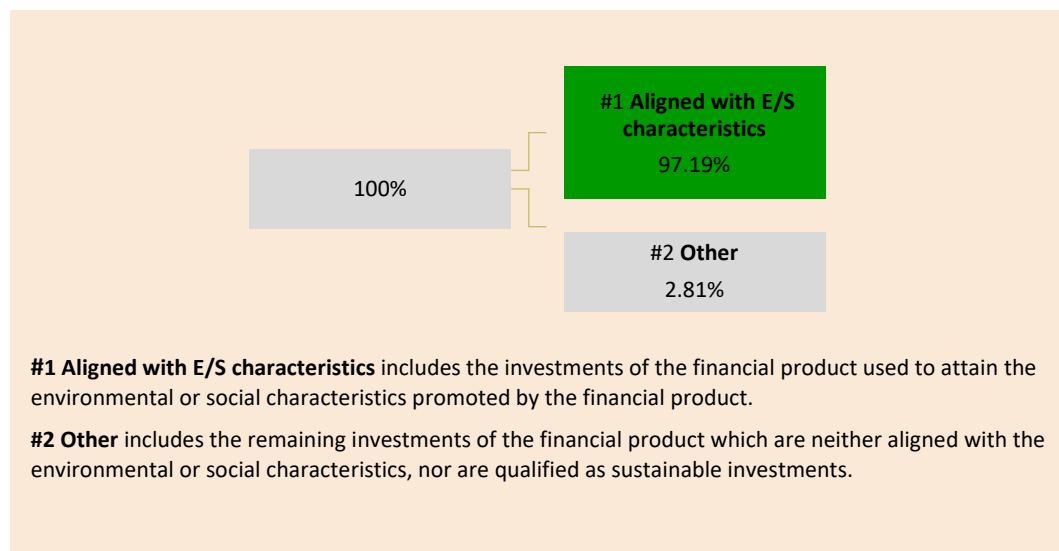 #1 Aligned with E/S
characteristics
97.19%
100%
#2 Other
2.81%
#1 Aligned with E/S characteristics includes the investments of the financial product used to attain the
environmental or social characteristics promoted by the financial product.
#2 Other includes the remaining investments of the financial product which are neither aligned with the
environmental or social characteristics, nor are qualified as sustainable investments.